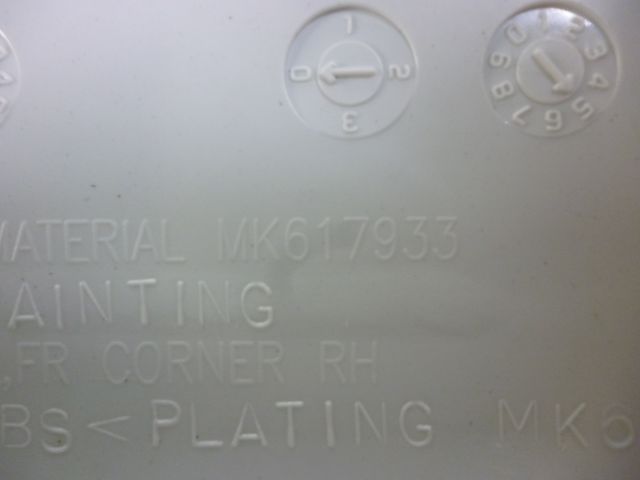 1
0 2
3
0 1 2 3 4 5 6 7 8 9
MATERIAL MK617933
AINTING
,FR CORNER RH
BS < PLATING MK6